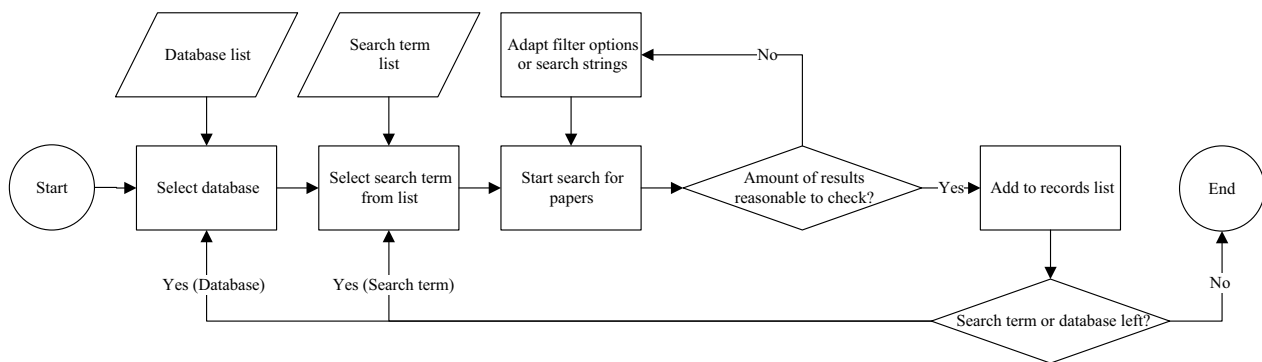 Database list
Search term
list
Adapt filter options
or search strings
No
Start
Select database
Select search term
from list
Start search for
papers
Amount of results
reasonable to check?
Yes
Add to records list
End
Yes (Database)
Yes (Search term)
No
Search term or database left?